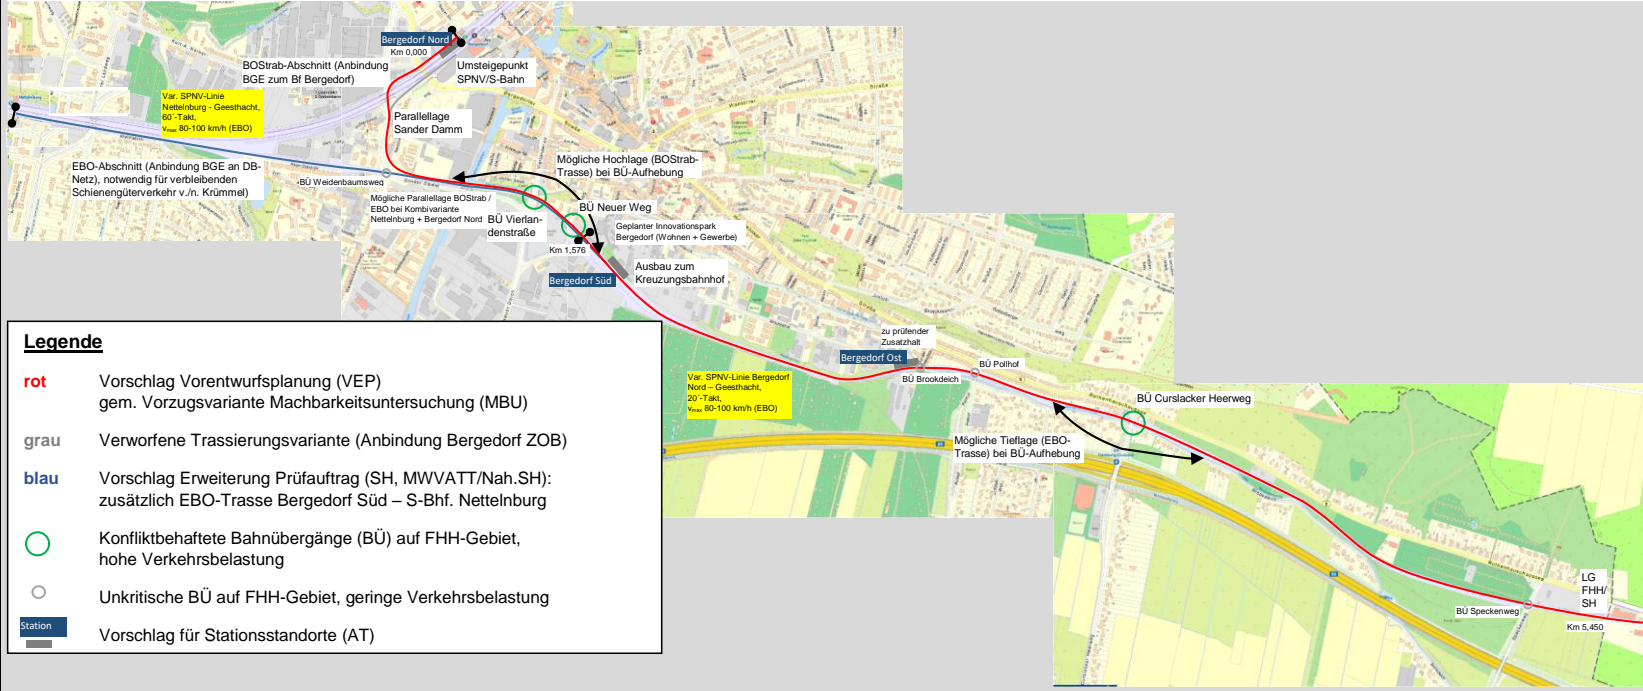 Bergedorf Nord
Km 0,000
BOStrab-Abschnitt (Anbindung
BGE zum Bf Bergedorf)
Umsteigepunkt
SPNV/S-Bahn
Var. SPNV-Linie
Nettelnburg - Geesthacht,
60´-Takt,
vmax 80-100 km/h (EBO)
Parallellage
Sander Damm
EBO-Abschnitt (Anbindung BGE an DB-
Netz), notwendig für verbleibenden
Schienengüterverkehr v./n. Krümmel)
BÜ Weidenbaumsweg
Mögliche Hochlage (BOStrab-
Trasse) bei BÜ-Aufhebung
Mögliche Parallellage BOStrab /
EBO bei Kombivariante
Nettelnburg + Bergedorf Nord
BÜ Vierlan-
denstraße
BÜ Neuer Weg
Geplanter Innovationspark
Bergedorf (Wohnen + Gewerbe)
Km 1,576
Bergedorf Süd
Ausbau zum
Kreuzungsbahnhof
zu prüfender
Zusatzhalt
Bergedorf Ost
BÜ Brookdeich
BÜ Pollhof
Var. SPNV-Linie Bergedorf
Nord – Geesthacht,
20´-Takt,
vmax 80-100 km/h (EBO)
BÜ Curslacker Heerweg
Mögliche Tieflage (EBO-
Trasse) bei BÜ-Aufhebung
LG
FHH/
SH
BÜ Speckenweg
Km 5,450
Legende
rot Vorschlag Vorentwurfsplanung (VEP)
gem. Vorzugsvariante Machbarkeitsuntersuchung (MBU)
grau Verworfene Trassierungsvariante (Anbindung Bergedorf ZOB)
blau Vorschlag Erweiterung Prüfauftrag (SH, MWVATT/Nah.SH):
zusätzlich EBO-Trasse Bergedorf Süd – S-Bhf. Nettelnburg
Konfliktbehaftete Bahnübergänge (BÜ) auf FHH-Gebiet,
hohe Verkehrsbelastung
Unkritische BÜ auf FHH-Gebiet, geringe Verkehrsbelastung
Station
Vorschlag für Stationsstandorte (AT)